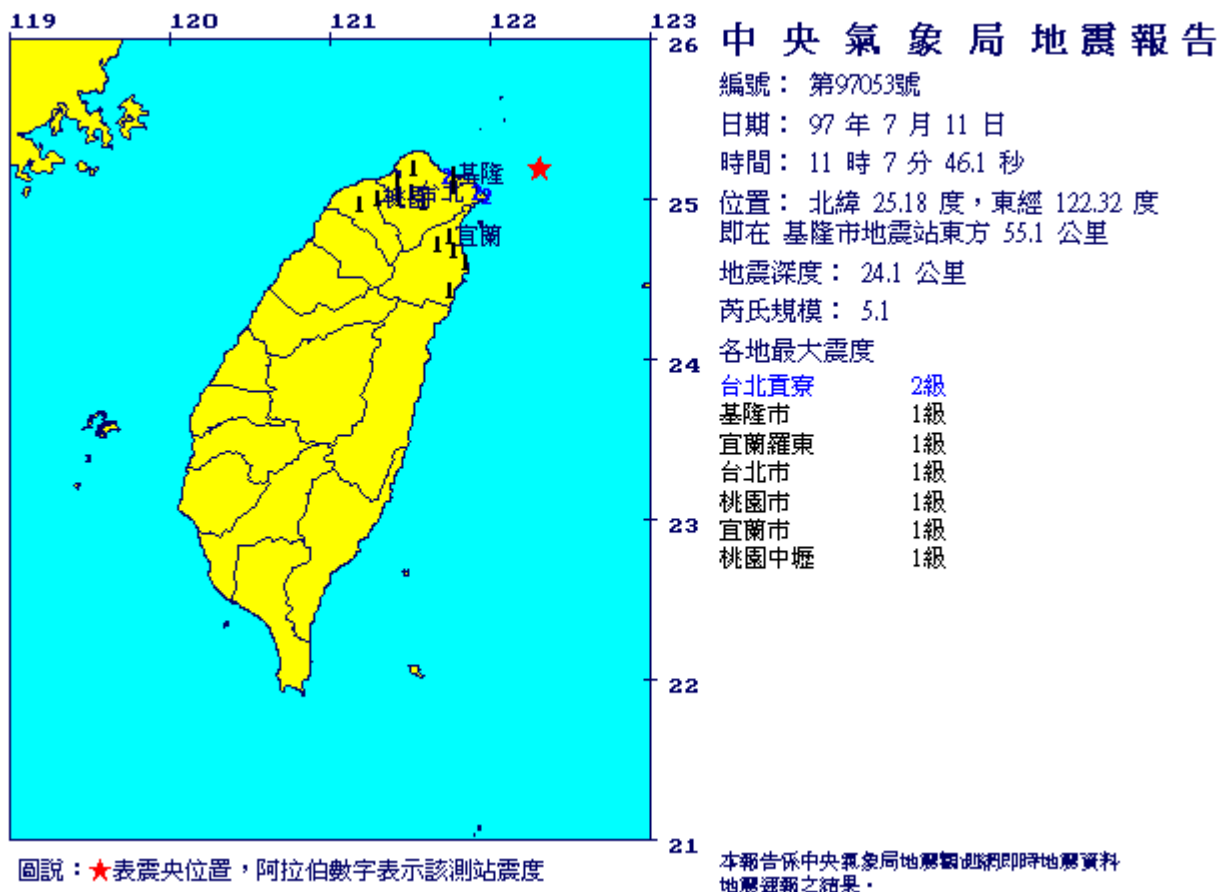 119 120 121 122 123
26
25
24
23
22
21
基隆
台北
桃園
宜蘭
圖說：★表震央位置，阿拉伯數字表示該測站震度
中央氣象局地震報告
編號： 第97053號
日期： 97 年 7 月 11 日
時間： 11 時 7 分 46.1 秒
位置： 北緯 25.18 度，東經 122.32 度
即在 基隆市地震站東方 55.1 公里
地震深度： 24.1 公里
芮氏規模： 5.1
各地最大震度
台北貢寮 2級
基隆市 1級
宜蘭羅東 1級
台北市 1級
桃園市 1級
宜蘭市 1級
桃園中壢 1級
本報告係中央氣象局地震觀測網即時地震資料
地震速報之結果。